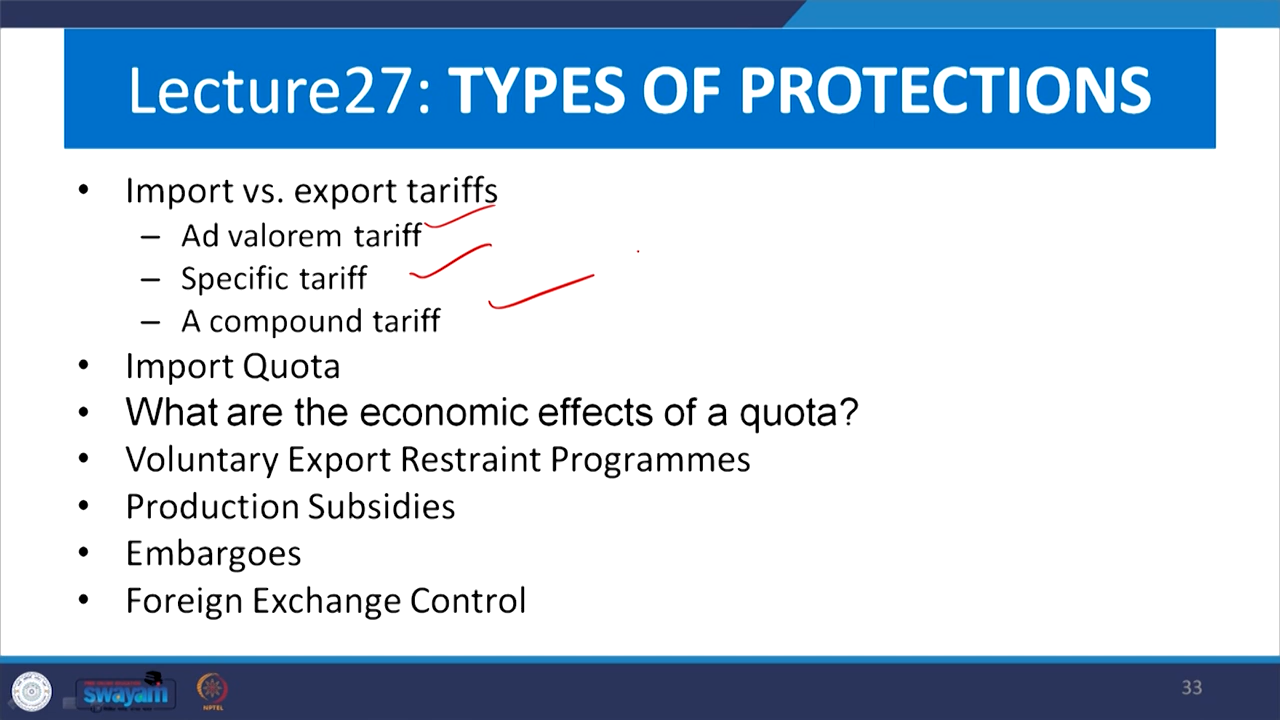 Lecture27: TYPES OF PROTECTIONS
• Import vs. export tariffs
– Ad valorem tariff
– Specific tariff
– A compound tariff
• Import Quota
• What are the economic effects of a quota?
• Voluntary Export Restraint Programmes
• Production Subsidies
• Embargoes
• Foreign Exchange Control
swayam
NPTEL
33